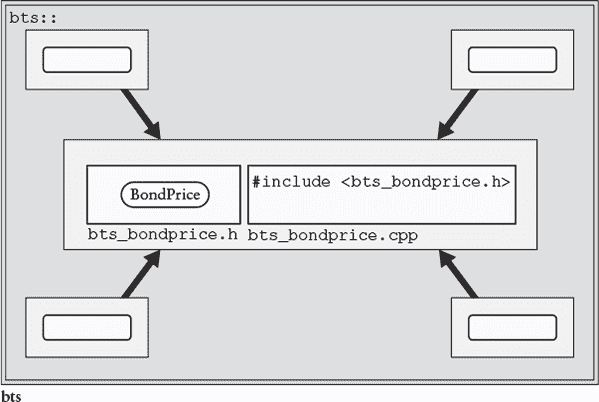 bts::
BondPrice
#include <bts_bondprice.h>
bts_bondprice.h
bts_bondprice.cpp
bts